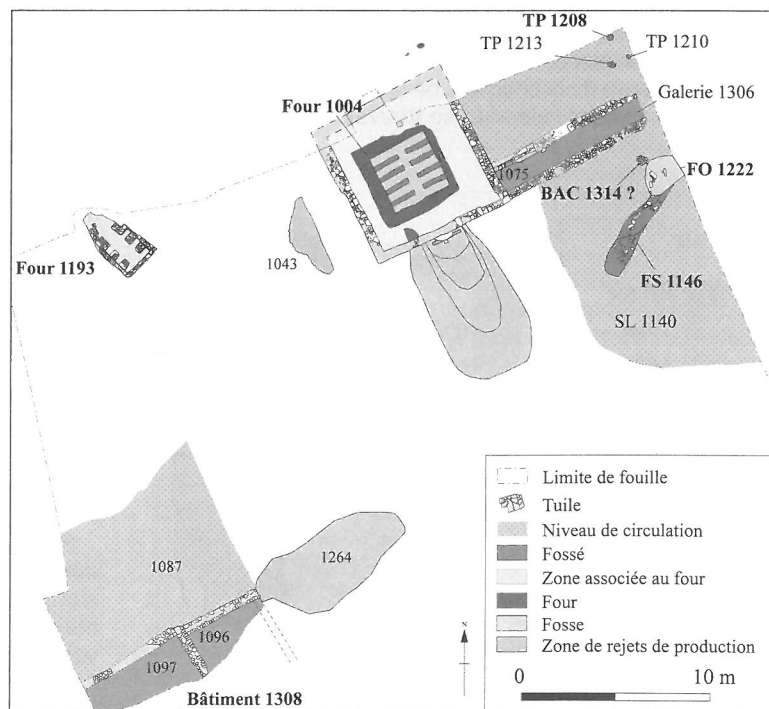 TP 1208
TP 1213
TP 1210
Galerie 1306
Four 1004
1075
FO 1222
BAC 1314 ?
1043
Four 1193
FS 1146
SL 1140
Limite de fouille
Tuile
Niveau de circulation
Fossé
Zone associée au four
Four
Fosse
Zone de rejets de production
1264
1087
1096
1097
Bâtiment 1308
N
0
10 m